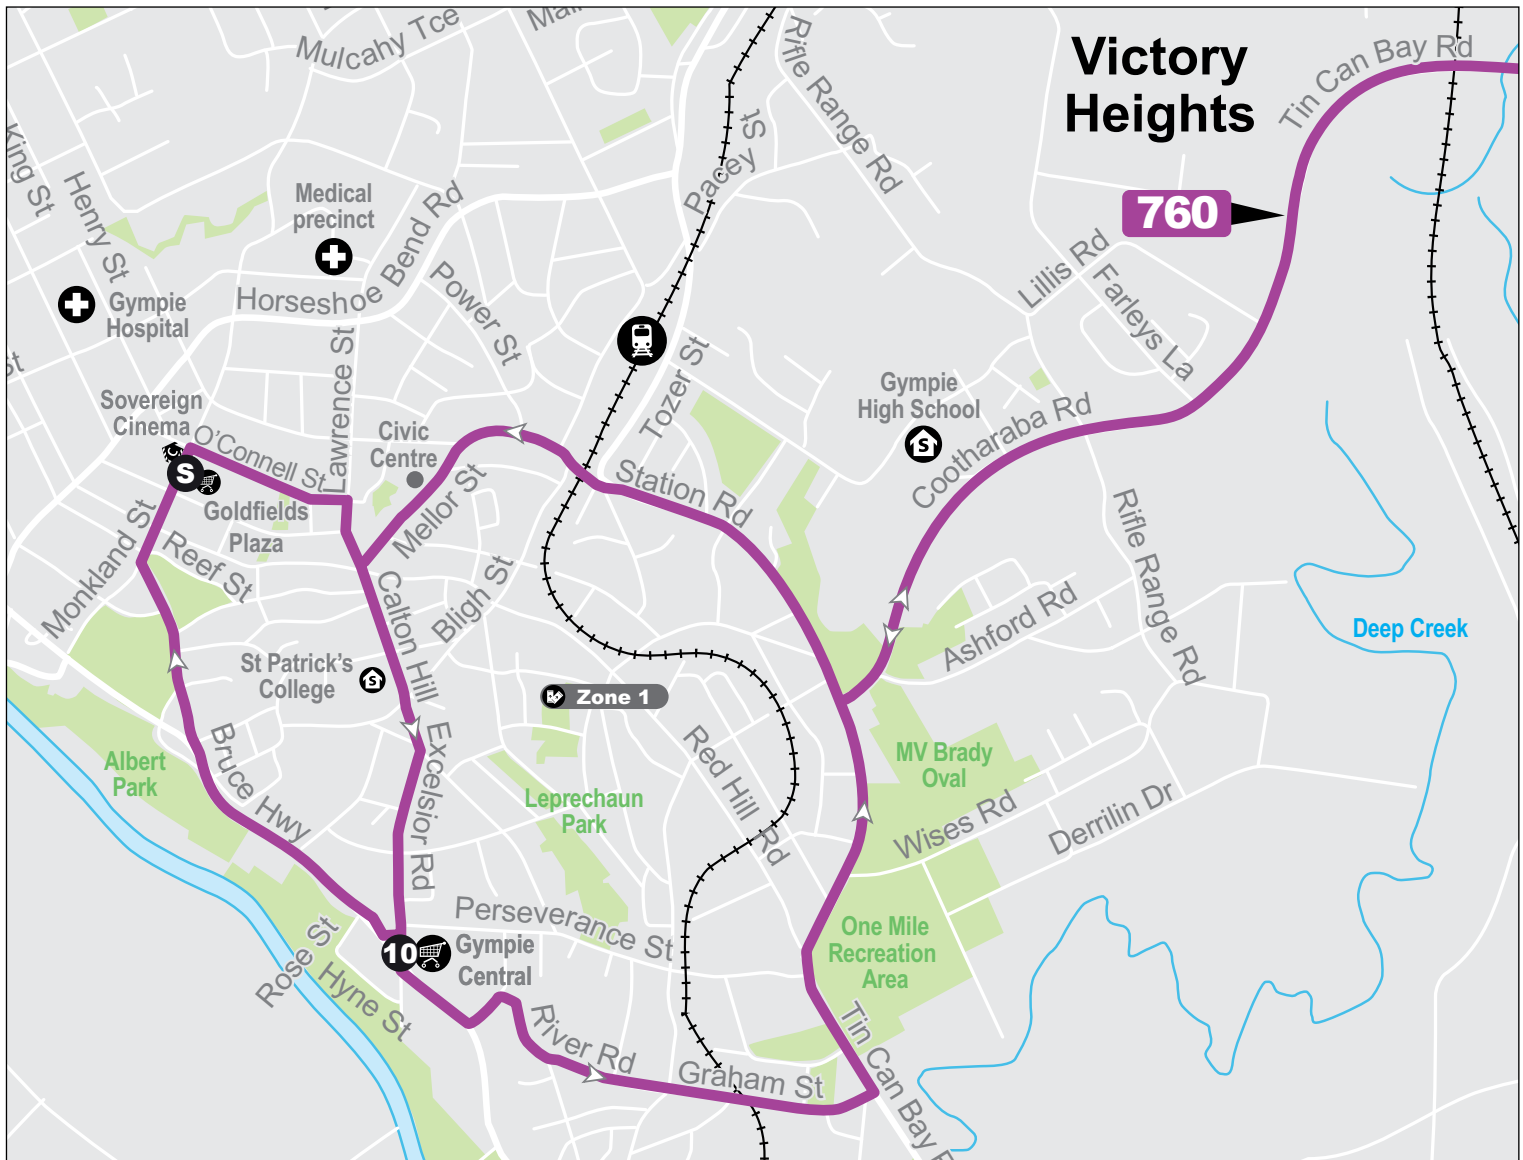 Mulcahy Tce
Rifle Range Rd
Victory
Heights
Tin Can Bay Rd
King St
Henry St
Pacey St
Medical
precinct
Horseshoe Bend Rd
760
Gympie
Hospital
Power St
Lillis Rd
Farleys La
St
Lawrence St
Tozer St
Sovereign
Cinema
O'Connell St
Civic
Centre
Gympie
High School
S
Cootharaba Rd
S
Mellor St
Station Rd
Goldfields
Plaza
Monkland St
Reef St
Rifle Range Rd
Calton Hill
Bligh St
Ashford Rd
Deep Creek
St Patrick's
College
S
Zone 1
Albert
Park
Bruce Hwy
Excelsior Rd
Red Hill Rd
MV Brady
Oval
Leprechaun
Park
Wises Rd
Derrilin Dr
Perseverance St
One Mile
Recreation
Area
10
Gympie
Central
Rose St
Hyne St
River Rd
Graham St
Tin Can Bay